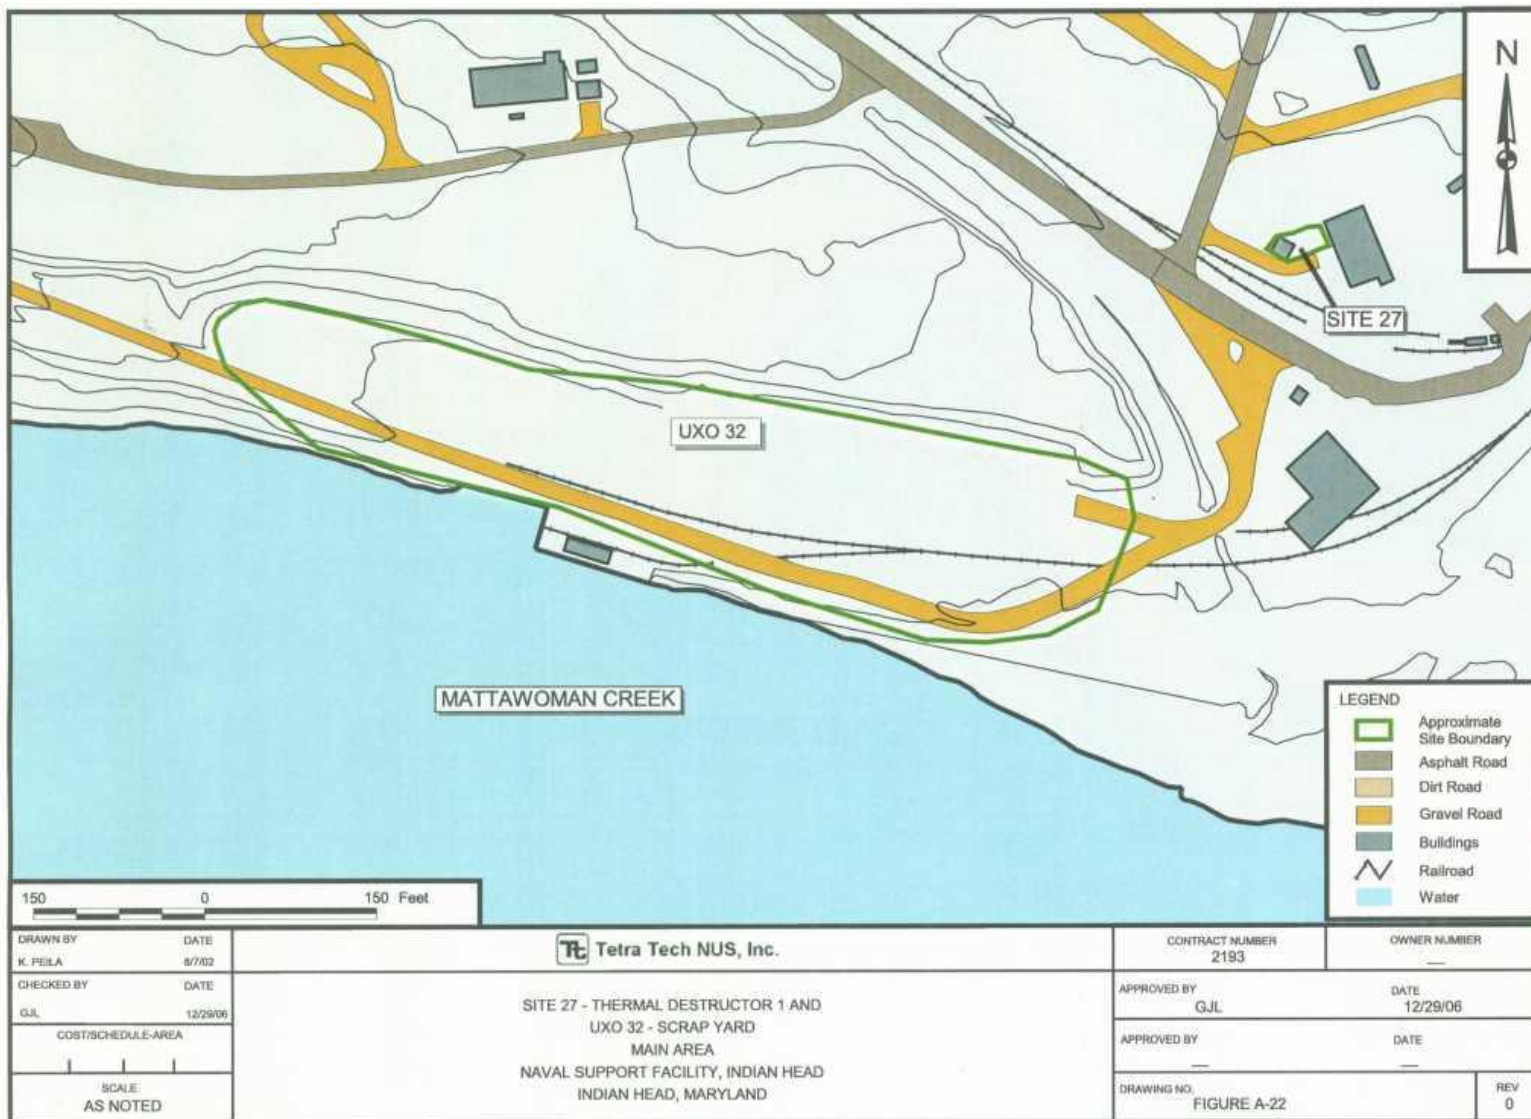 N
SITE 27
UXO 32
MATTAWOMAN CREEK
LEGEND
Approximate
Site Boundary
Asphalt Road
Dirt Road
Gravel Road
Buildings
Railroad
Water
150 0 150 Feet
DRAWN BY DATE
K. PEILA 8/7/02
CHECKED BY DATE
GJL 12/29/06
COST/SCHEDULE-AREA
SCALE
AS NOTED
Tt Tetra Tech NUS, Inc.
SITE 27 - THERMAL DESTRUCTOR 1 AND
UXO 32 - SCRAP YARD
MAIN AREA
NAVAL SUPPORT FACILITY, INDIAN HEAD
INDIAN HEAD, MARYLAND
CONTRACT NUMBER
2193
OWNER NUMBER
__
APPROVED BY DATE
GJL 12/29/06
APPROVED BY DATE
__ __
DRAWING NO.
FIGURE A-22
REV
0